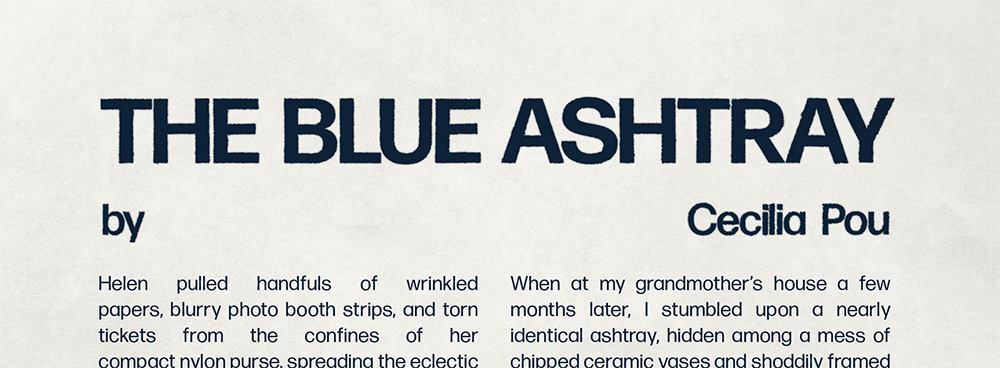 THE BLUE ASHTRAY
by Cecilia Pou
Helen pulled handfuls of wrinkled
papers, blurry photo booth strips, and torn
tickets from the confines of her
compact nylon purse, spreading the eclectic
When at my grandmother's house a few
months later, I stumbled upon a nearly
identical ashtray, hidden among a mess of
chipped ceramic vases and shoddily framed